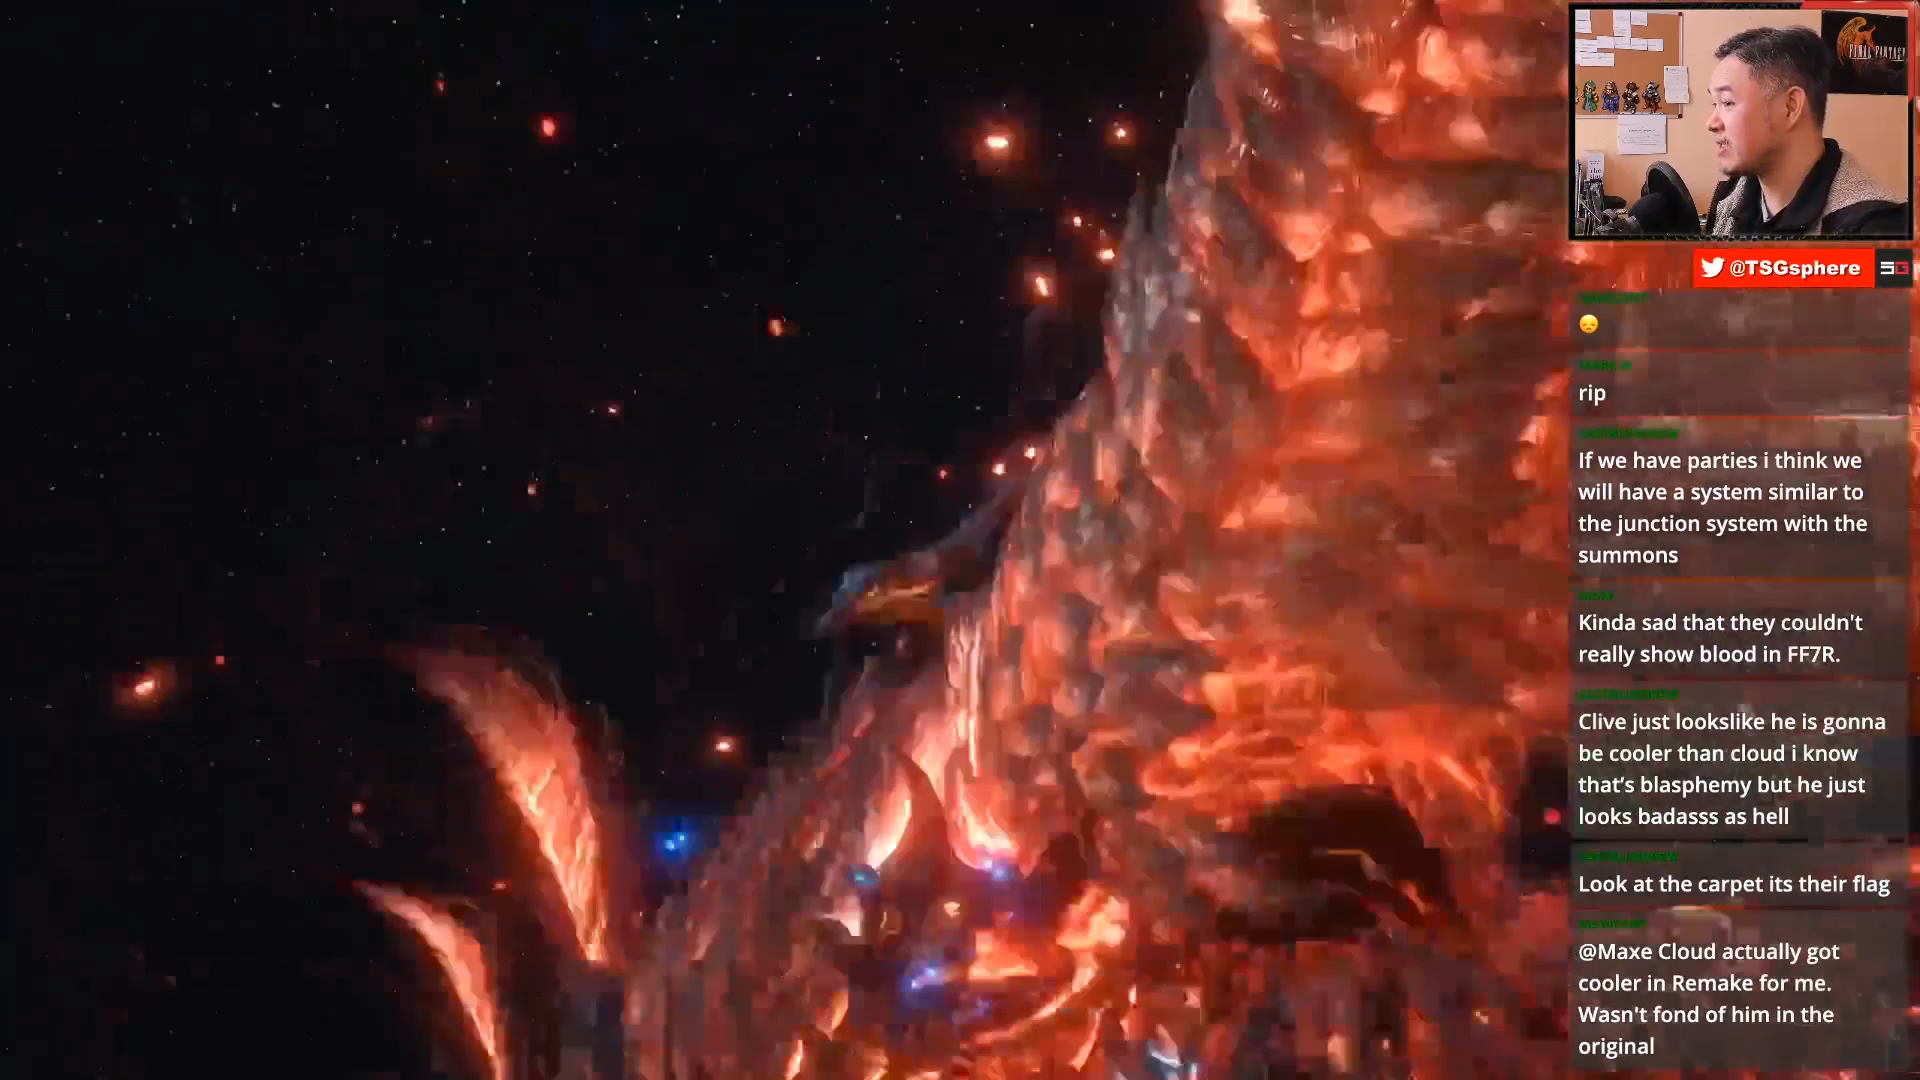 FINAL FANTASY
@TSGsphere
SG
rip
If we have parties i think we
will have a system similar to
the junction system with the
summons
Kinda sad that they couldn't
really show blood in FF7R.
Clive just lookslike he is gonna
be cooler than cloud i know
that's blasphemy but he just
looks badasss as hell
Look at the carpet its their flag
@Maxe Cloud actually got
cooler in Remake for me.
Wasn't fond of him in the
original